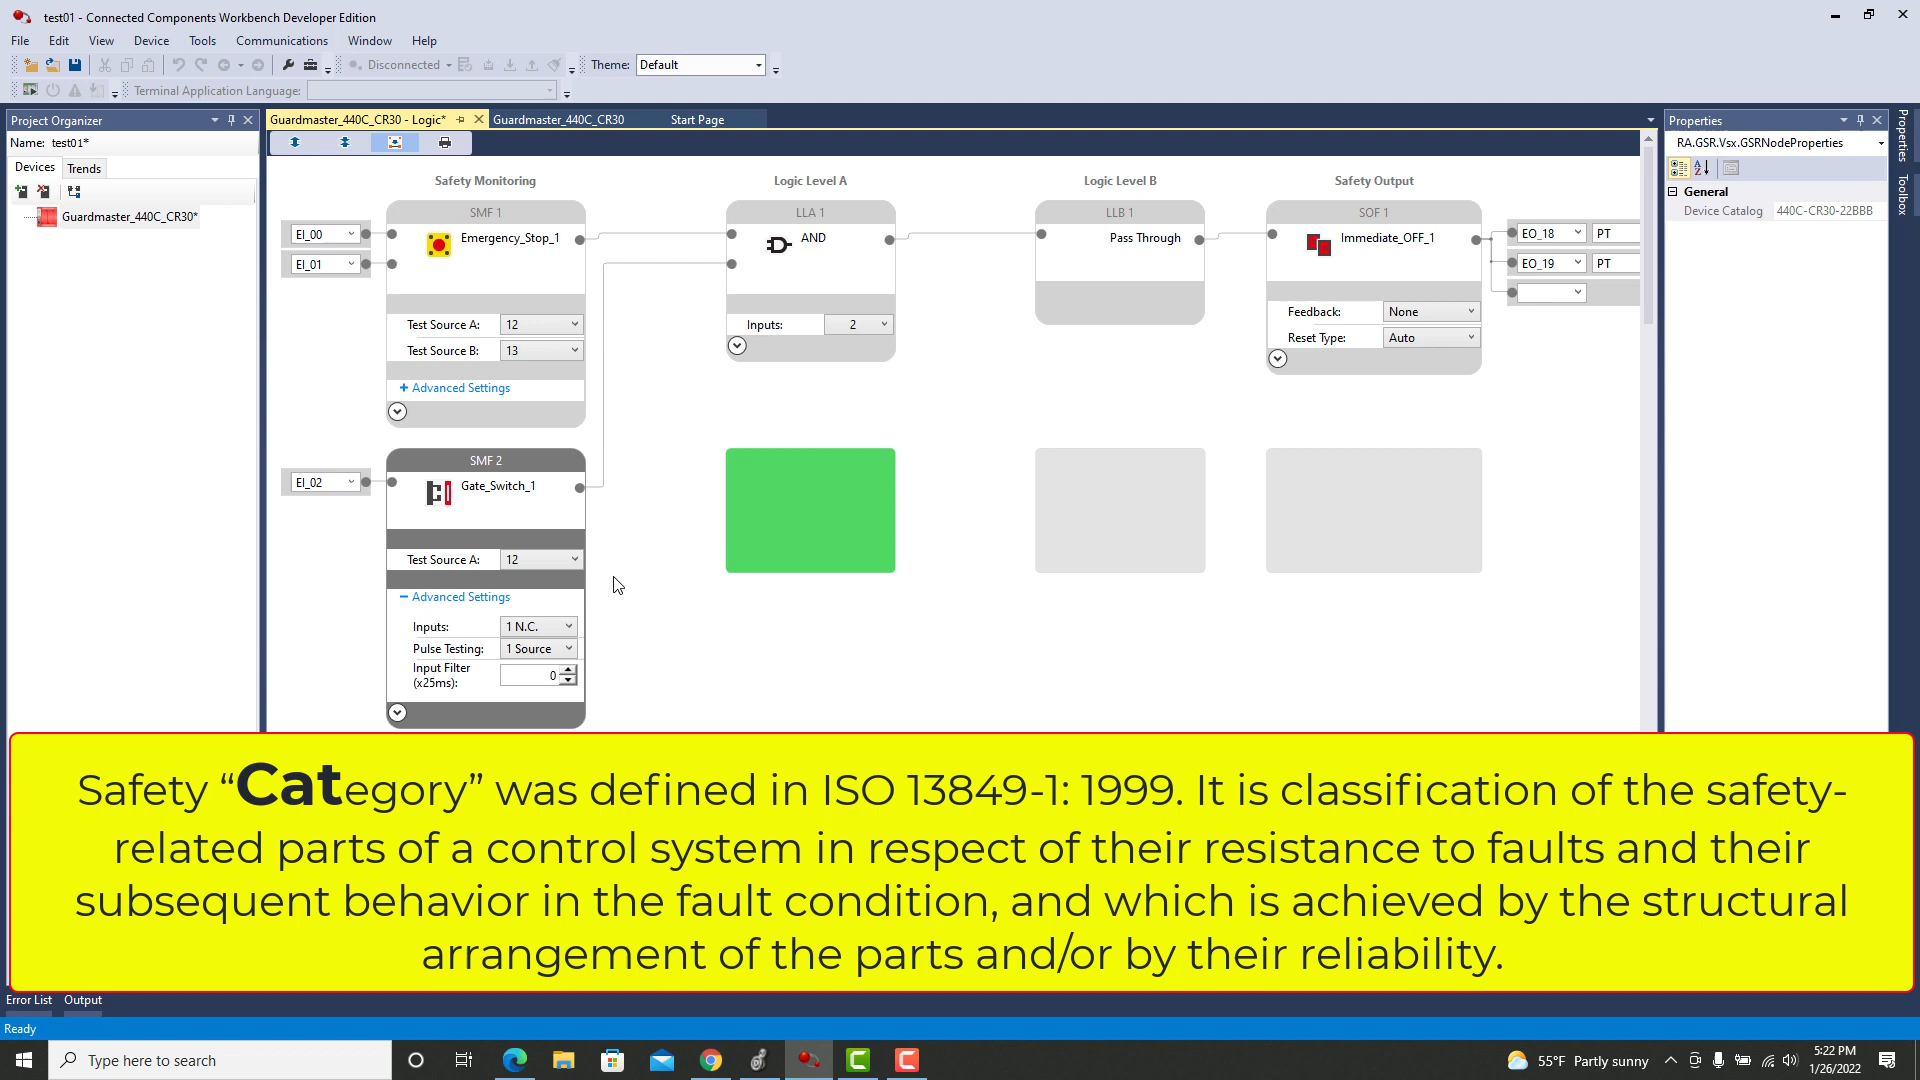 test01 - Connected Components Workbench Developer Edition
File Edit View Device Tools Communications Window Help
Disconnected Theme: Default
Terminal Application Language:
Project Organizer
Guardmaster_440C_CR30 - Logic* Guardmaster_440C_CR30 Start Page
Properties
Name: test01*
RA.GSR.Vsx.GSRNodeProperties
Devices Trends
General
Device Catalog 440C-CR30-22BBB
Guardmaster_440C_CR30*
Properties
Toolbox
Safety Monitoring Logic Level A Logic Level B Safety Output
SMF 1 LLA 1 LLB 1 SOF 1
EI_00 Emergency_Stop_1 AND Pass Through Immediate_OFF_1 EO_18 PT
EI_01 EO_19 PT
Feedback: None
Test Source A: 12 Inputs: 2
Reset Type: Auto
Test Source B: 13
+ Advanced Settings
SMF 2
EI_02 Gate_Switch_1
Test Source A: 12
− Advanced Settings
Inputs: 1 N.C.
Pulse Testing: 1 Source
Input Filter
(x25ms): 0
Safety “Category” was defined in ISO 13849-1: 1999. It is classification of the safety-
related parts of a control system in respect of their resistance to faults and their
subsequent behavior in the fault condition, and which is achieved by the structural
arrangement of the parts and/or by their reliability.
Error List Output
Ready
Type here to search
55°F Partly sunny
5:22 PM
1/26/2022